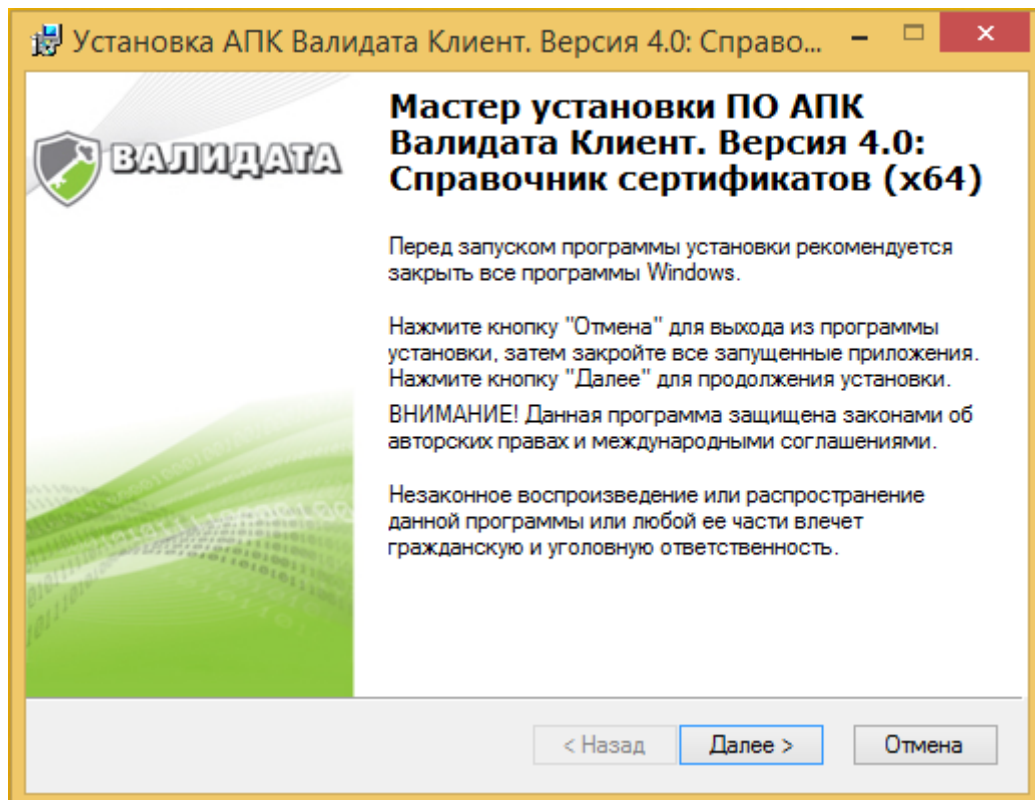 Установка АПК Валидата Клиент. Версия 4.0: Справо...
ВАЛИДАТА
Мастер установки ПО АПК
Валидата Клиент. Версия 4.0:
Справочник сертификатов (x64)
Перед запуском программы установки рекомендуется
закрыть все программы Windows.
Нажмите кнопку "Отмена" для выхода из программы
установки, затем закройте все запущенные приложения.
Нажмите кнопку "Далее" для продолжения установки.
ВНИМАНИЕ! Данная программа защищена законами об
авторских правах и международными соглашениями.
Незаконное воспроизведение или распространение
данной программы или любой ее части влечет
гражданскую и уголовную ответственность.
< Назад
Далее >
Отмена